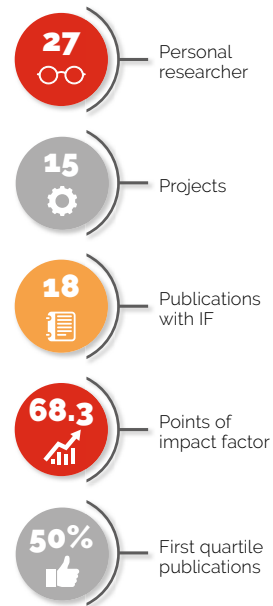 27
Personal
researcher
15
Projects
18
Publications
with IF
68.3
Points of
impact factor
50%
First quartile
publications